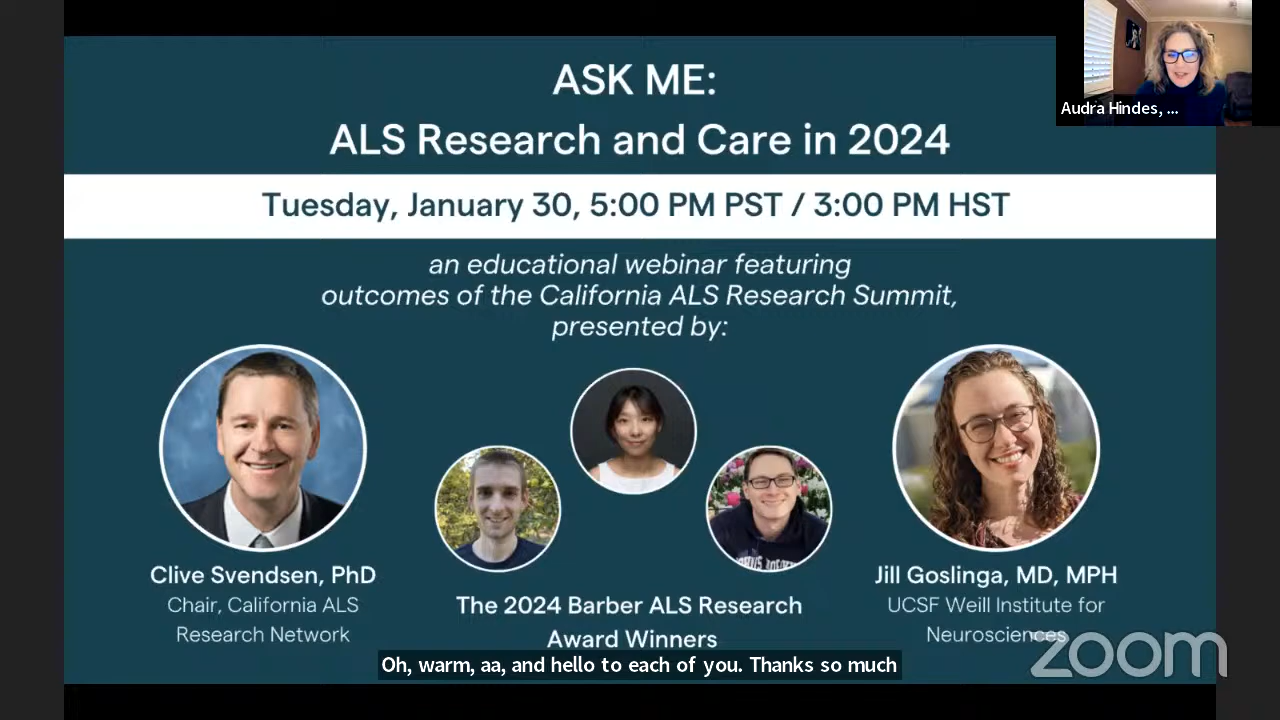 ASK ME:
ALS Research and Care in 2024
Audra Hindes, ...
Tuesday, January 30, 5:00 PM PST / 3:00 PM HST
an educational webinar featuring
outcomes of the California ALS Research Summit,
presented by:
Clive Svendsen, PhD
Chair, California ALS
Research Network
The 2024 Barber ALS Research
Award Winners
Jill Goslinga, MD, MPH
UCSF Weill Institute for
Neurosciences
Oh, warm, aa, and hello to each of you. Thanks so much
zoom